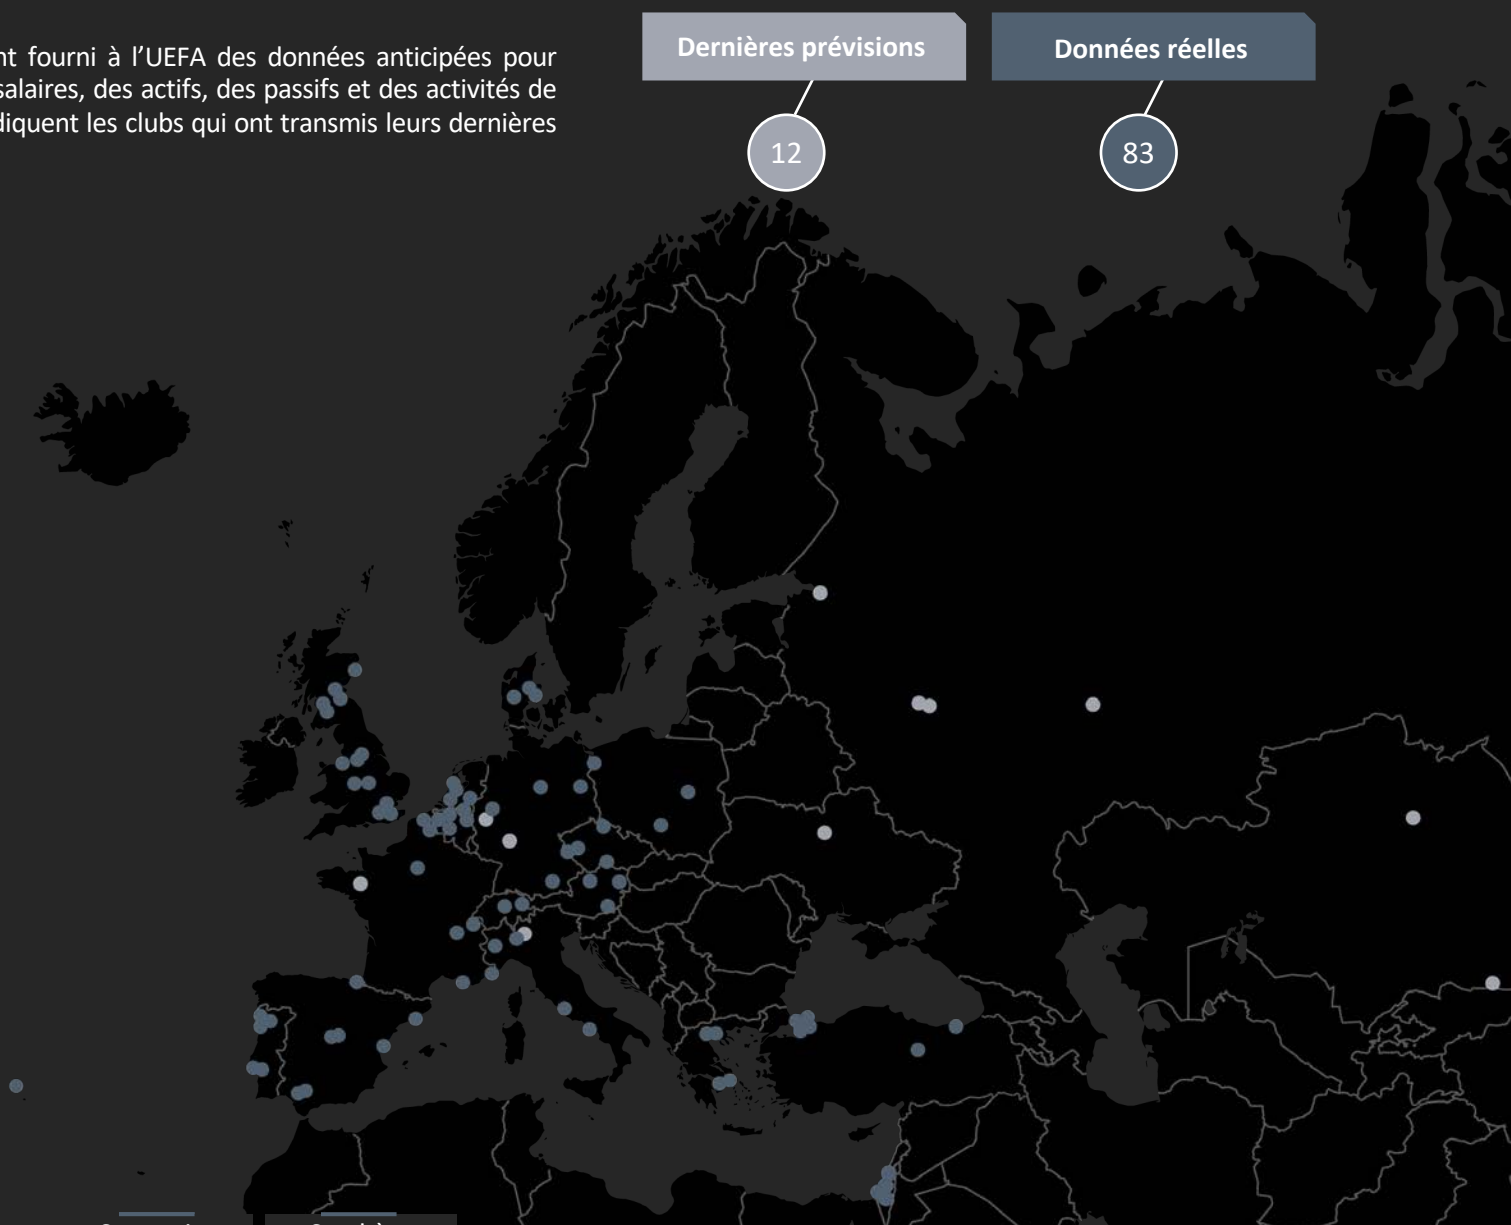 nt fourni à l'UEFA des données anticipées pour
salaires, des actifs, des passifs et des activités de
diquent les clubs qui ont transmis leurs dernières
Dernières prévisions
Données réelles
12
83